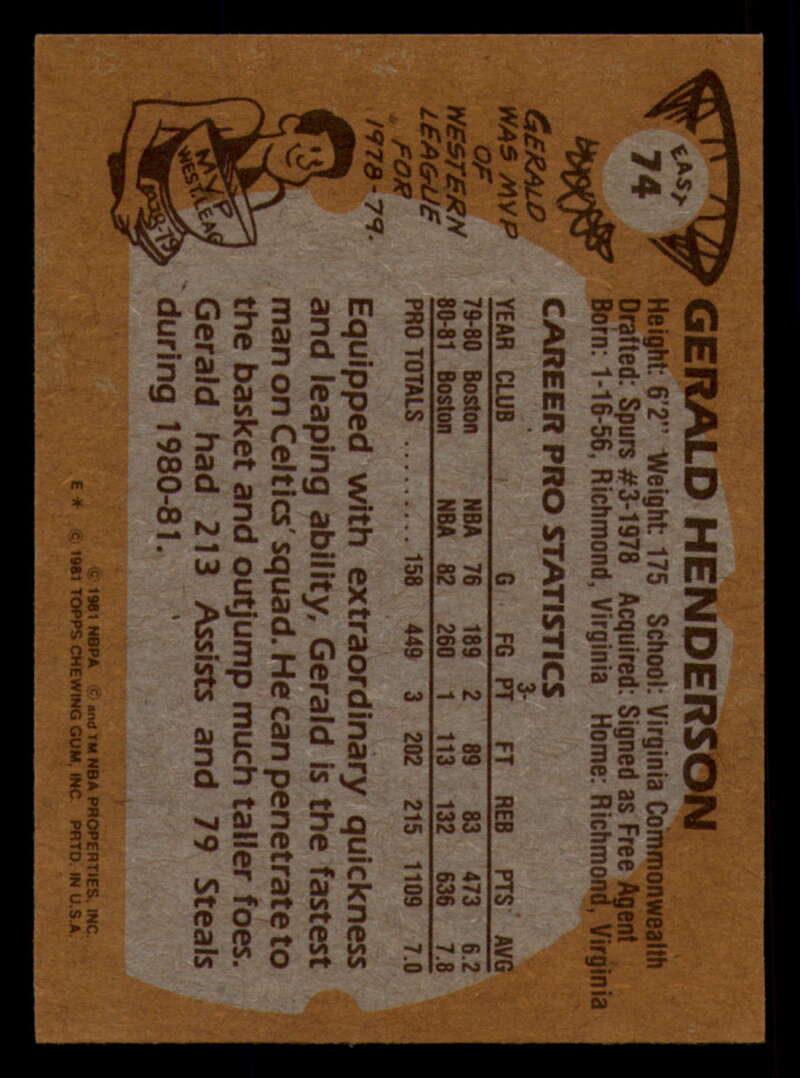 EAST
74
GERALD HENDERSON
Height: 6'2" Weight: 175 School: Virginia Commonwealth
Drafted: Spurs #3-1978 Acquired: Signed as Free Agent
Born: 1-16-56, Richmond, Virginia Home: Richmond, Virginia
CAREER PRO STATISTICS
YEAR CLUB G FG 3-PT FT REB PTS AVG
79-80 Boston NBA 76 189 2 89 83 473 6.2
80-81 Boston NBA 82 260 1 113 132 636 7.8
PRO TOTALS .......... 158 449 3 202 215 1109 7.0
GERALD
WAS MVP
OF
WESTERN
LEAGUE
FOR
1978-79.
MVP
WEST.LEAG
Equipped with extraordinary quickness
and leaping ability, Gerald is the fastest
man on Celtics' squad. He can penetrate to
the basket and outjump much taller foes.
Gerald had 213 Assists and 79 Steals
during 1980-81.
© 1981 NBPA © and TM NBA PROPERTIES, INC.
E* © 1981 TOPPS CHEWING GUM, INC. PRTD. IN U.S.A.